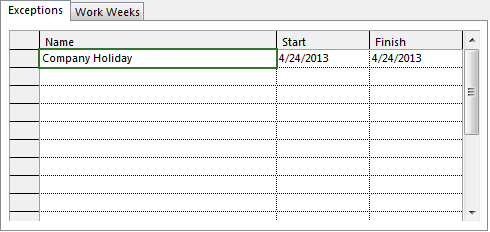 Exceptions Work Weeks
Name Start Finish
Company Holiday 4/24/2013 4/24/2013